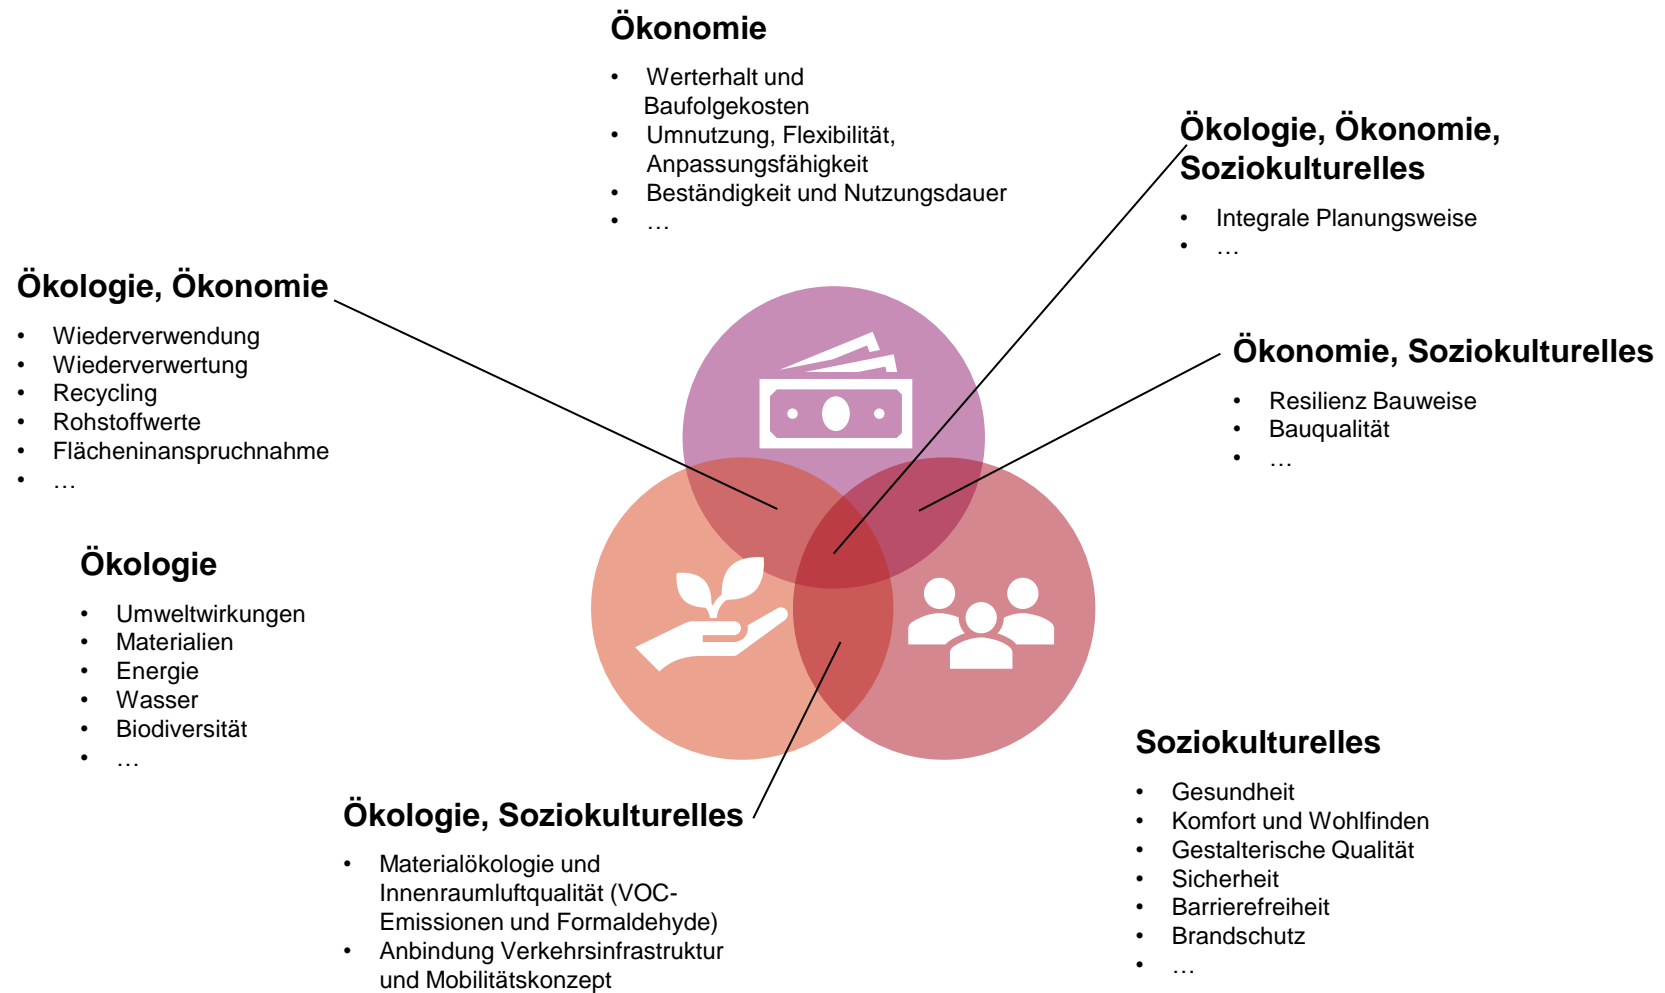 Ökonomie
• Werterhalt und
Baufolgekosten
• Umnutzung, Flexibilität,
Anpassungsfähigkeit
• Beständigkeit und Nutzungsdauer
• …
Ökologie, Ökonomie,
Soziokulturelles
• Integrale Planungsweise
• …
Ökologie, Ökonomie
• Wiederverwendung
• Wiederverwertung
• Recycling
• Rohstoffwerte
• Flächeninanspruchnahme
• …
Ökonomie, Soziokulturelles
• Resilienz Bauweise
• Bauqualität
• …
Ökologie
• Umweltwirkungen
• Materialien
• Energie
• Wasser
• Biodiversität
• …
Soziokulturelles
• Gesundheit
• Komfort und Wohlfinden
• Gestalterische Qualität
• Sicherheit
• Barrierefreiheit
• Brandschutz
• …
Ökologie, Soziokulturelles
• Materialökologie und
Innenraumluftqualität (VOC-
Emissionen und Formaldehyde)
• Anbindung Verkehrsinfrastruktur
und Mobilitätskonzept